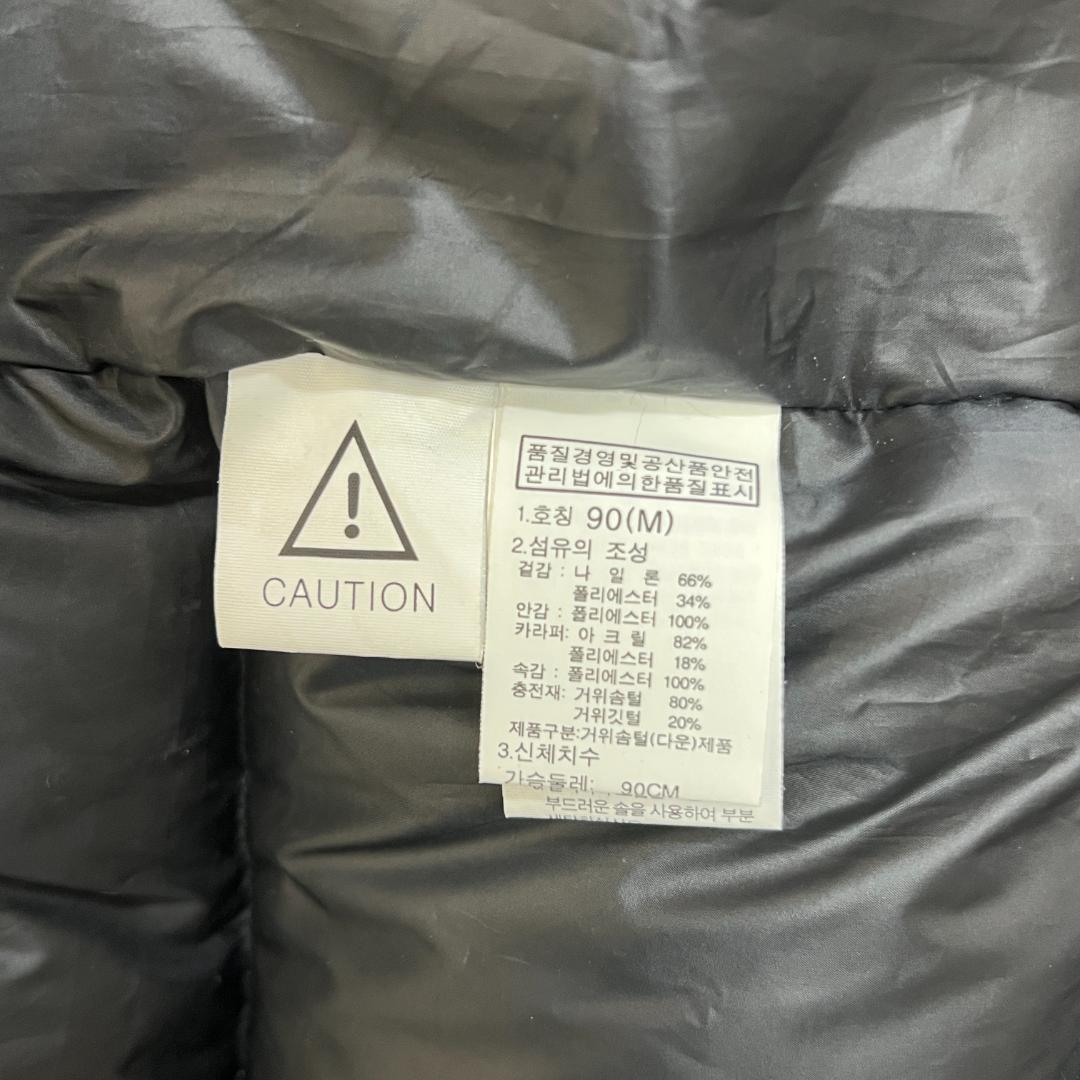 CAUTION
품질경영및공산품안전
관리법에의한품질표시
1.호칭 90(M)
2.섬유의 조성
겉감 : 나 일 론 66%
폴리에스터 34%
안감 : 폴리에스터 100%
카라퍼: 아 크 릴 82%
폴리에스터 18%
속감 : 폴리에스터 100%
충전재: 거위솜털 80%
거위깃털 20%
제품구분:거위솜털(다운)제품
3.신체치수
가슴둘레: 90CM
부드러운 솔을 사용하여 부분